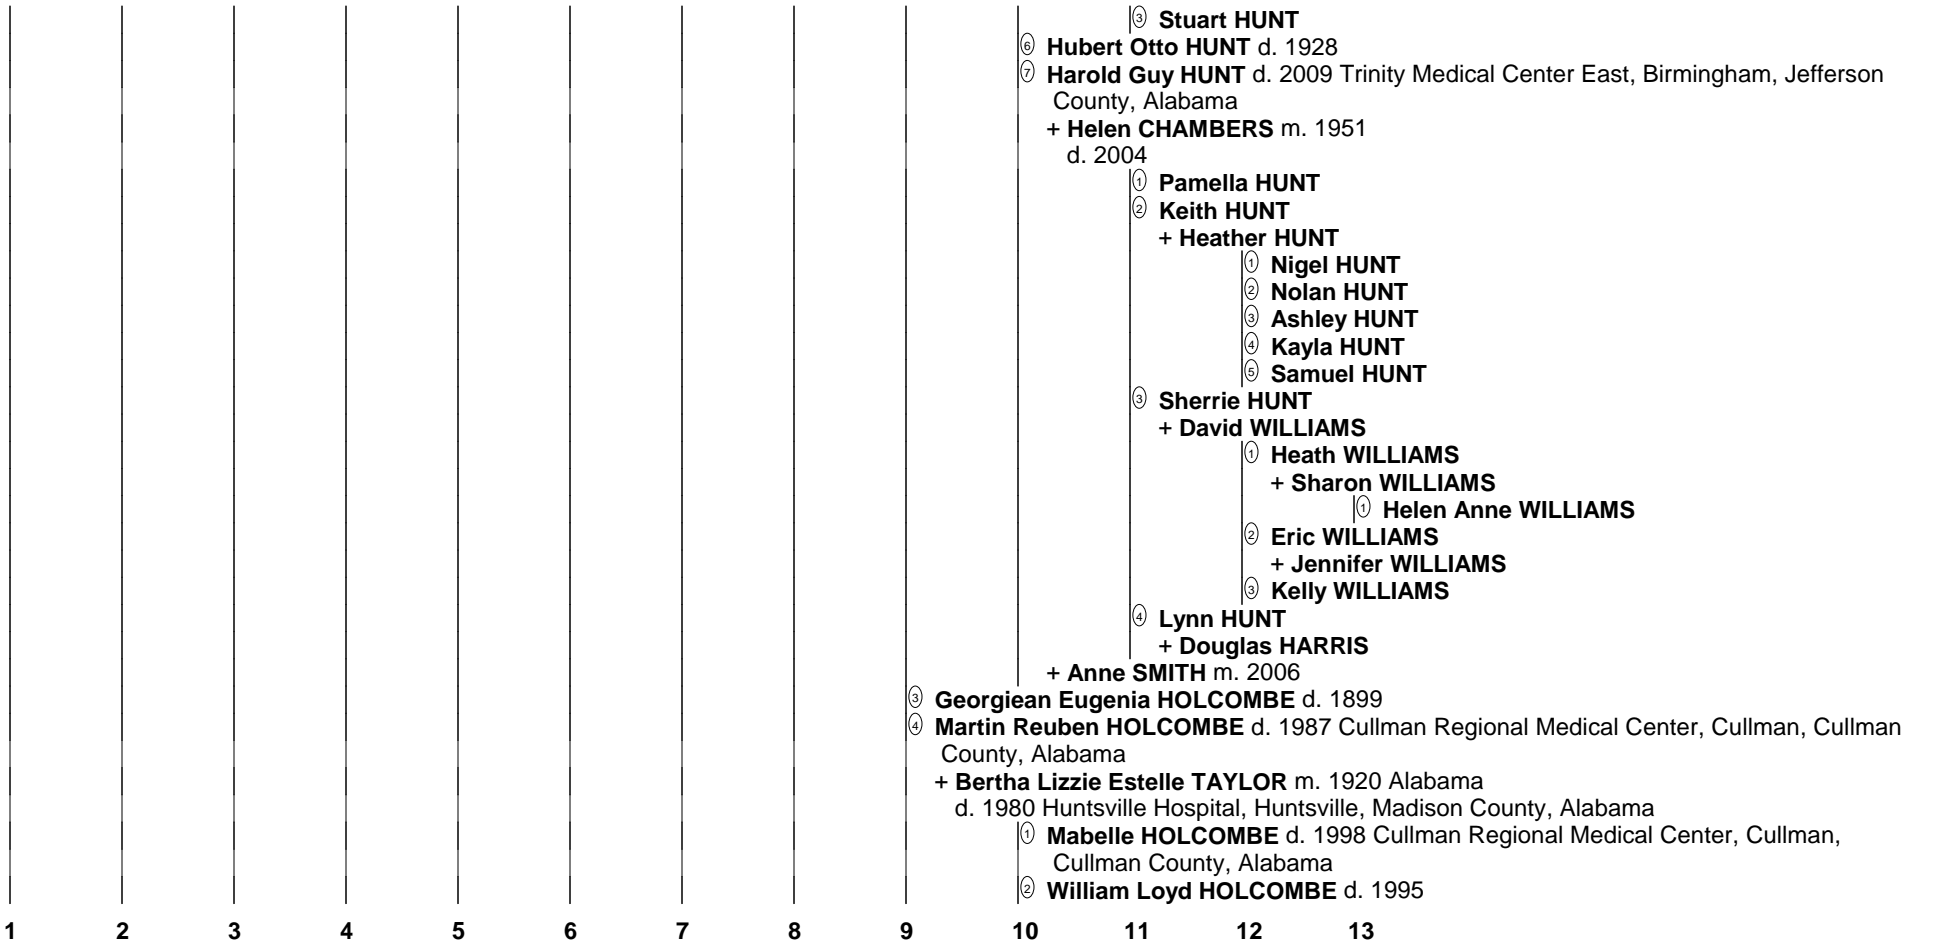 ③ Stuart HUNT
⑥ Hubert Otto HUNT d. 1928
⑦ Harold Guy HUNT d. 2009 Trinity Medical Center East, Birmingham, Jefferson
County, Alabama
+ Helen CHAMBERS m. 1951
d. 2004
① Pamella HUNT
② Keith HUNT
+ Heather HUNT
① Nigel HUNT
② Nolan HUNT
③ Ashley HUNT
④ Kayla HUNT
⑤ Samuel HUNT
③ Sherrie HUNT
+ David WILLIAMS
① Heath WILLIAMS
+ Sharon WILLIAMS
① Helen Anne WILLIAMS
② Eric WILLIAMS
+ Jennifer WILLIAMS
③ Kelly WILLIAMS
④ Lynn HUNT
+ Douglas HARRIS
+ Anne SMITH m. 2006
③ Georgiean Eugenia HOLCOMBE d. 1899
④ Martin Reuben HOLCOMBE d. 1987 Cullman Regional Medical Center, Cullman, Cullman
County, Alabama
+ Bertha Lizzie Estelle TAYLOR m. 1920 Alabama
d. 1980 Huntsville Hospital, Huntsville, Madison County, Alabama
① Mabelle HOLCOMBE d. 1998 Cullman Regional Medical Center, Cullman,
Cullman County, Alabama
② William Loyd HOLCOMBE d. 1995
1 2 3 4 5 6 7 8 9 10 11 12 13